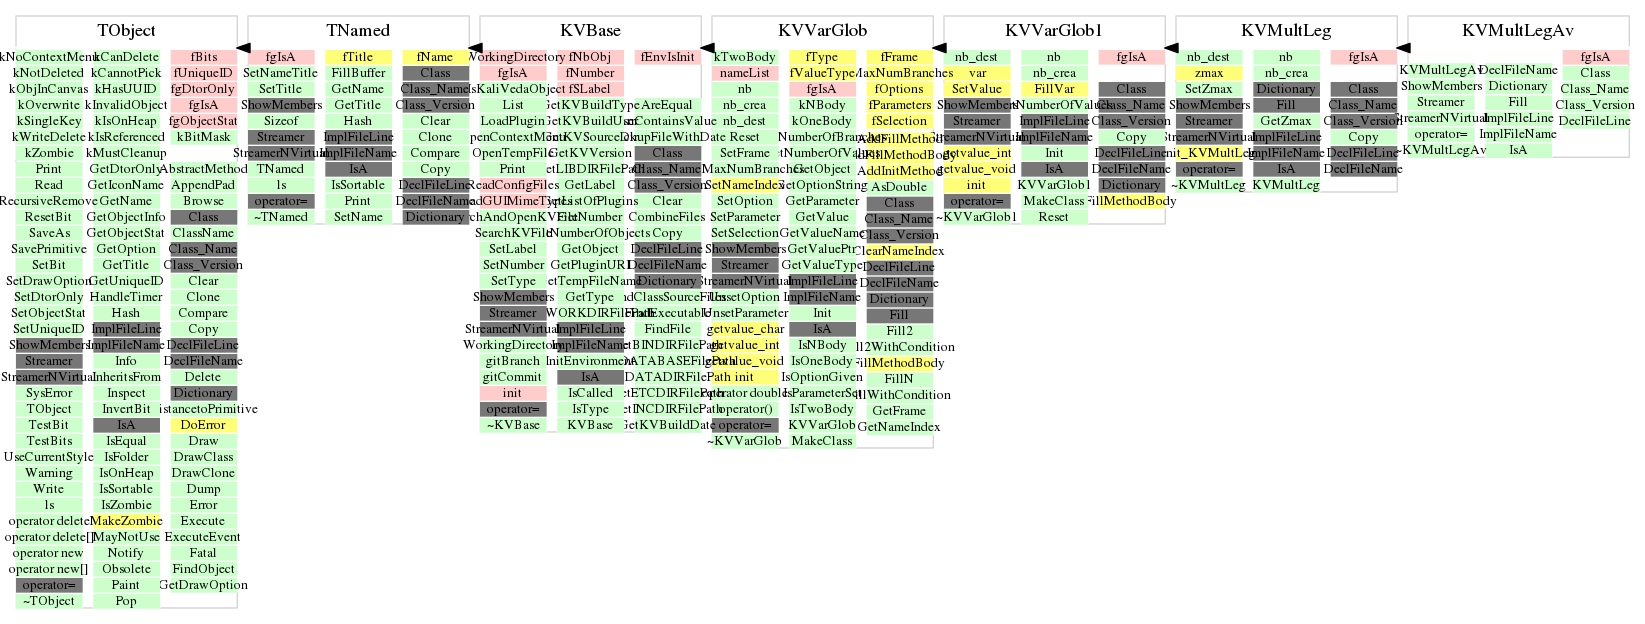 TObject
kNoContextMenu kCanDelete fBits
kNotDeleted kCannotPick fUniqueID
kObjInCanvas kHasUUID fgDtorOnly
kOverwrite kInvalidObject fgIsA
kSingleKey kIsOnHeap fgObjectStat
kWriteDelete kIsReferenced kBitMask
kZombie kMustCleanup
Print GetDtorOnly AbstractMethod
Read GetIconName AppendPad
RecursiveRemove GetName Browse
ResetBit GetObjectInfo Class
SaveAs GetObjectStat ClassName
SavePrimitive GetOption Class_Name
SetBit GetTitle Class_Version
SetDrawOption GetUniqueID Clear
SetDtorOnly HandleTimer Clone
SetObjectStat Hash Compare
SetUniqueID ImplFileLine Copy
ShowMembers ImplFileName DeclFileLine
Streamer Info DeclFileName
StreamerNVirtual InheritsFrom Delete
SysError Inspect Dictionary
TObject InvertBit istancetoPrimitive
TestBit IsA DoError
TestBits IsEqual Draw
UseCurrentStyle IsFolder DrawClass
Warning IsOnHeap DrawClone
Write IsSortable Dump
ls IsZombie Error
operator delete MakeZombie Execute
operator delete[] MayNotUse ExecuteEvent
operator new Notify Fatal
operator new[] Obsolete FindObject
operator= Paint GetDrawOption
~TObject Pop
TNamed
fgIsA fTitle fName
SetNameTitle FillBuffer Class
SetTitle GetName Class_Name
ShowMembers GetTitle Class_Version
Sizeof Hash Clear
Streamer ImplFileLine Clone
StreamerNVirtual ImplFileName Compare
TNamed IsA Copy
ls IsSortable DeclFileLine
operator= Print DeclFileName
~TNamed SetName Dictionary
KVBase
WorkingDirectory fNbObj fEnvIsInit
fgIsA fNumber
IsKaliVedaObject fSLabel
List GetKVBuildType AreEqual
LoadPlugin GetKVBuildUser ContainsValue
OpenContextMenu GetKVSourceDir BackupFileWithDate
OpenTempFile GetKVVersion Class
Print GetLIBDIRFilePath Class_Name
ReadConfigFiles GetLabel Class_Version
ReadGUIMimeTypes GetListOfPlugins Clear
SearchAndOpenKVFile GetNumber CombineFiles
SearchKVFile GetNumberOfObjects Copy
SetLabel GetObject DeclFileLine
SetNumber GetPluginURI DeclFileName
SetType GetTempFileName Dictionary
ShowMembers GetType
Streamer FindExecutable
StreamerNVirtual ImplFileLine FindFile
WorkingDirectory ImplFileName GetBINDIRFilePath
gitBranch InitEnvironment GetDATABASEFilePath
gitCommit IsA GetDATADIRFilePath
init IsCalled GetETCDIRFilePath
operator= IsType GetINCDIRFilePath
~KVBase KVBase GetKVBuildDate
KVVarGlob
kTwoBody fType fFrame
nameList fValueType MaxNumBranches
nb fgIsA fOptions
nb_crea kNBody fParameters
nb_dest kOneBody fSelection
Reset NumberOfBranches AddFillMethod
SetFrame GetNumberOfValues AddFillMethodBody
MaxNumBranches GetObject AddInitMethod
SetNameIndex GetOptionString AsDouble
SetOption GetParameter Class
SetParameter GetValue Class_Name
SetSelection GetValueName Class_Version
ShowMembers GetValuePtr ClearNameIndex
Streamer GetValueType DeclFileLine
StreamerNVirtual ImplFileLine DeclFileName
UnsetOption ImplFileName Dictionary
UnsetParameter Init Fill
getvalue_char IsA Fill2
getvalue_int IsNBody Fill2WithCondition
getvalue_void IsOneBody FillMethodBody
init IsOptionGiven FillN
operator double IsParameterSet FillWithCondition
operator() IsTwoBody GetFrame
operator= KVVarGlob GetNameIndex
~KVVarGlob MakeClass
KVVarGlob1
nb_dest nb fgIsA
var nb_crea
SetValue FillVar Class
ShowMembers GetNumberOfValues Class_Name
Streamer ImplFileLine Class_Version
StreamerNVirtual ImplFileName Copy
getvalue_int Init DeclFileLine
getvalue_void IsA DeclFileName
init KVVarGlob1 Dictionary
operator= MakeClass FillMethodBody
~KVVarGlob1 Reset
KVMultLeg
nb_dest nb fgIsA
zmax nb_crea
SetZmax Dictionary Class
ShowMembers Fill Class_Name
Streamer GetZmax Class_Version
StreamerNVirtual ImplFileLine Copy
init_KVMultLeg ImplFileName DeclFileLine
operator= IsA DeclFileName
~KVMultLeg KVMultLeg
KVMultLegAv
fgIsA
KVMultLegAv DeclFileName Class
ShowMembers Dictionary Class_Name
Streamer Fill Class_Version
StreamerNVirtual ImplFileLine DeclFileLine
operator= ImplFileName
~KVMultLegAv IsA